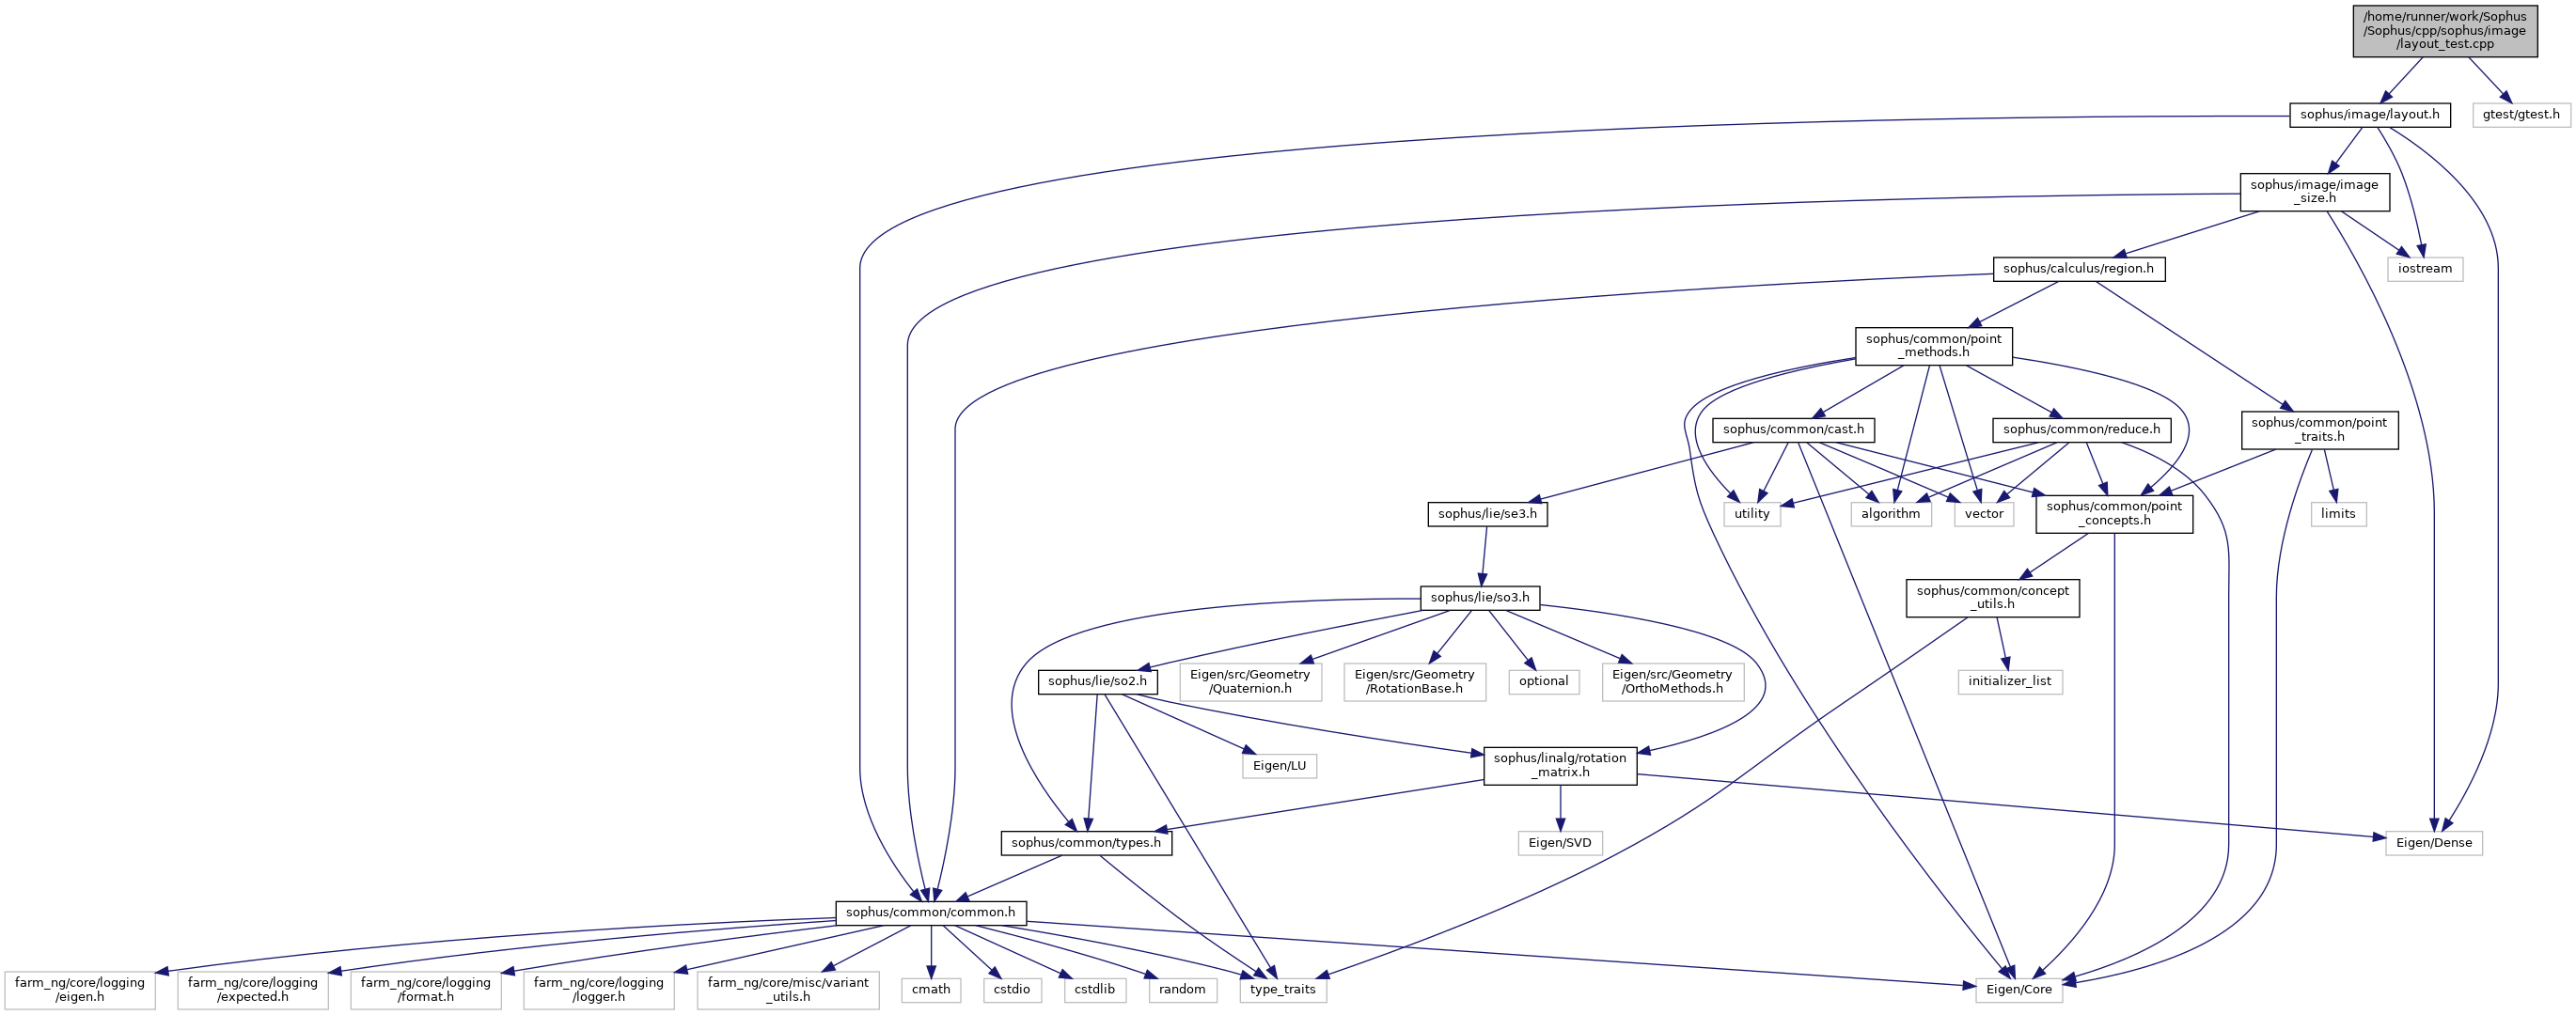 /home/runner/work/Sophus
/Sophus/cpp/sophus/image
/layout_test.cpp
sophus/image/layout.h
gtest/gtest.h
sophus/image/image
_size.h
sophus/calculus/region.h
iostream
sophus/common/point
_methods.h
sophus/common/cast.h
sophus/common/reduce.h
sophus/common/point
_traits.h
sophus/lie/se3.h
utility
algorithm
vector
sophus/common/point
_concepts.h
limits
sophus/lie/so3.h
sophus/common/concept
_utils.h
sophus/lie/so2.h
Eigen/src/Geometry
/Quaternion.h
Eigen/src/Geometry
/RotationBase.h
optional
Eigen/src/Geometry
/OrthoMethods.h
initializer_list
Eigen/LU
sophus/linalg/rotation
_matrix.h
sophus/common/types.h
Eigen/SVD
Eigen/Dense
sophus/common/common.h
farm_ng/core/logging
/eigen.h
farm_ng/core/logging
/expected.h
farm_ng/core/logging
/format.h
farm_ng/core/logging
/logger.h
farm_ng/core/misc/variant
_utils.h
cmath
cstdio
cstdlib
random
type_traits
Eigen/Core